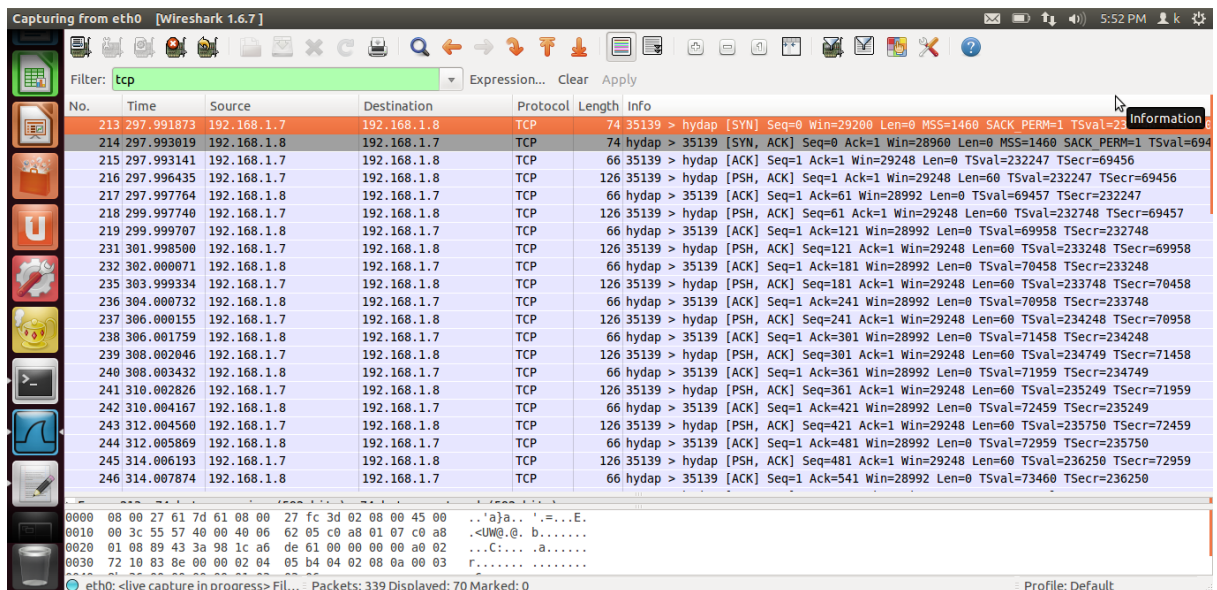 Capturing from eth0 [Wireshark 1.6.7 ] 5:52 PM k
Filter: tcp Expression... Clear Apply
No. Time Source Destination Protocol Length Info
Information
213 297.991873 192.168.1.7 192.168.1.8 TCP 74 35139 > hydap [SYN] Seq=0 Win=29200 Len=0 MSS=1460 SACK_PERM=1
214 297.993019 192.168.1.8 192.168.1.7 TCP 74 hydap > 35139 [SYN, ACK] Seq=0 Ack=1 Win=28960 Len=0 MSS=1460 SACK_PERM=1 TSval=694
215 297.993141 192.168.1.7 192.168.1.8 TCP 66 35139 > hydap [ACK] Seq=1 Ack=1 Win=29248 Len=0 TSval=232247 TSecr=69456
216 297.996435 192.168.1.7 192.168.1.8 TCP 126 35139 > hydap [PSH, ACK] Seq=1 Ack=1 Win=29248 Len=60 TSval=232247 TSecr=69456
217 297.997764 192.168.1.8 192.168.1.7 TCP 66 hydap > 35139 [ACK] Seq=1 Ack=61 Win=28992 Len=0 TSval=69457 TSecr=232247
218 299.997740 192.168.1.7 192.168.1.8 TCP 126 35139 > hydap [PSH, ACK] Seq=61 Ack=1 Win=29248 Len=60 TSval=232748 TSecr=69457
219 299.999707 192.168.1.8 192.168.1.7 TCP 66 hydap > 35139 [ACK] Seq=1 Ack=121 Win=28992 Len=0 TSval=69958 TSecr=232748
231 301.998500 192.168.1.7 192.168.1.8 TCP 126 35139 > hydap [PSH, ACK] Seq=121 Ack=1 Win=29248 Len=60 TSval=233248 TSecr=69958
232 302.000071 192.168.1.8 192.168.1.7 TCP 66 hydap > 35139 [ACK] Seq=1 Ack=181 Win=28992 Len=0 TSval=70458 TSecr=233248
235 303.999334 192.168.1.7 192.168.1.8 TCP 126 35139 > hydap [PSH, ACK] Seq=181 Ack=1 Win=29248 Len=60 TSval=233748 TSecr=70458
236 304.000732 192.168.1.8 192.168.1.7 TCP 66 hydap > 35139 [ACK] Seq=1 Ack=241 Win=28992 Len=0 TSval=70958 TSecr=233748
237 306.000155 192.168.1.7 192.168.1.8 TCP 126 35139 > hydap [PSH, ACK] Seq=241 Ack=1 Win=29248 Len=60 TSval=234248 TSecr=70958
238 306.001759 192.168.1.8 192.168.1.7 TCP 66 hydap > 35139 [ACK] Seq=1 Ack=301 Win=28992 Len=0 TSval=71458 TSecr=234248
239 308.002046 192.168.1.7 192.168.1.8 TCP 126 35139 > hydap [PSH, ACK] Seq=301 Ack=1 Win=29248 Len=60 TSval=234749 TSecr=71458
240 308.003432 192.168.1.8 192.168.1.7 TCP 66 hydap > 35139 [ACK] Seq=1 Ack=361 Win=28992 Len=0 TSval=71959 TSecr=234749
241 310.002826 192.168.1.7 192.168.1.8 TCP 126 35139 > hydap [PSH, ACK] Seq=361 Ack=1 Win=29248 Len=60 TSval=235249 TSecr=71959
242 310.004167 192.168.1.8 192.168.1.7 TCP 66 hydap > 35139 [ACK] Seq=1 Ack=421 Win=28992 Len=0 TSval=72459 TSecr=235249
243 312.004560 192.168.1.7 192.168.1.8 TCP 126 35139 > hydap [PSH, ACK] Seq=421 Ack=1 Win=29248 Len=60 TSval=235750 TSecr=72459
244 312.005869 192.168.1.8 192.168.1.7 TCP 66 hydap > 35139 [ACK] Seq=1 Ack=481 Win=28992 Len=0 TSval=72959 TSecr=235750
245 314.006193 192.168.1.7 192.168.1.8 TCP 126 35139 > hydap [PSH, ACK] Seq=481 Ack=1 Win=29248 Len=60 TSval=236250 TSecr=72959
246 314.007874 192.168.1.8 192.168.1.7 TCP 66 hydap > 35139 [ACK] Seq=1 Ack=541 Win=28992 Len=0 TSval=73460 TSecr=236250
0000 08 00 27 61 7d 61 08 00 27 fc 3d 02 08 00 45 00 ..'a}a.. '.=...E.
0010 00 3c 55 57 40 00 40 06 62 05 c0 a8 01 07 c0 a8 .<UW@.@. b.......
0020 01 08 89 43 3a 98 1c a6 de 61 00 00 00 00 a0 02 ...C:... .a......
0030 72 10 83 8e 00 00 02 04 05 b4 04 02 08 0a 00 03 r....... ........
eth0: <live capture in progress> Fil... Packets: 339 Displayed: 70 Marked: 0 Profile: Default